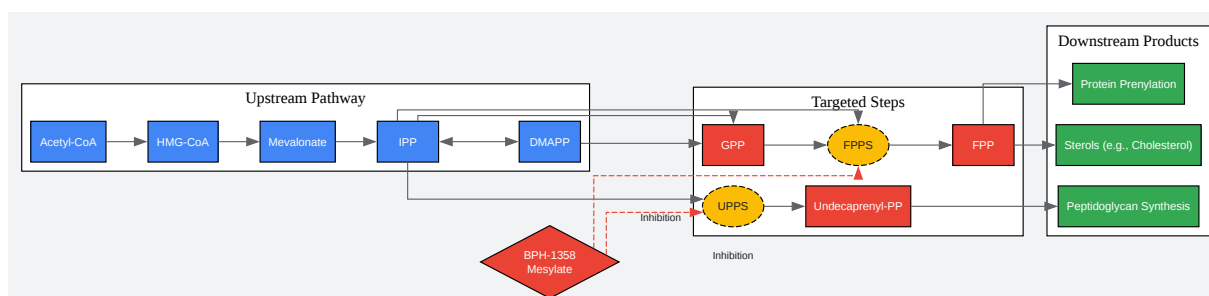 Downstream Products
Protein Prenylation
Upstream Pathway
Targeted Steps
Acetyl-CoA
HMG-CoA
Mevalonate
IPP
DMAPP
GPP
FPPS
FPP
Sterols (e.g., Cholesterol)
UPPS
Undecaprenyl-PP
Peptidoglycan Synthesis
Inhibition
BPH-1358
Mesylate
Inhibition